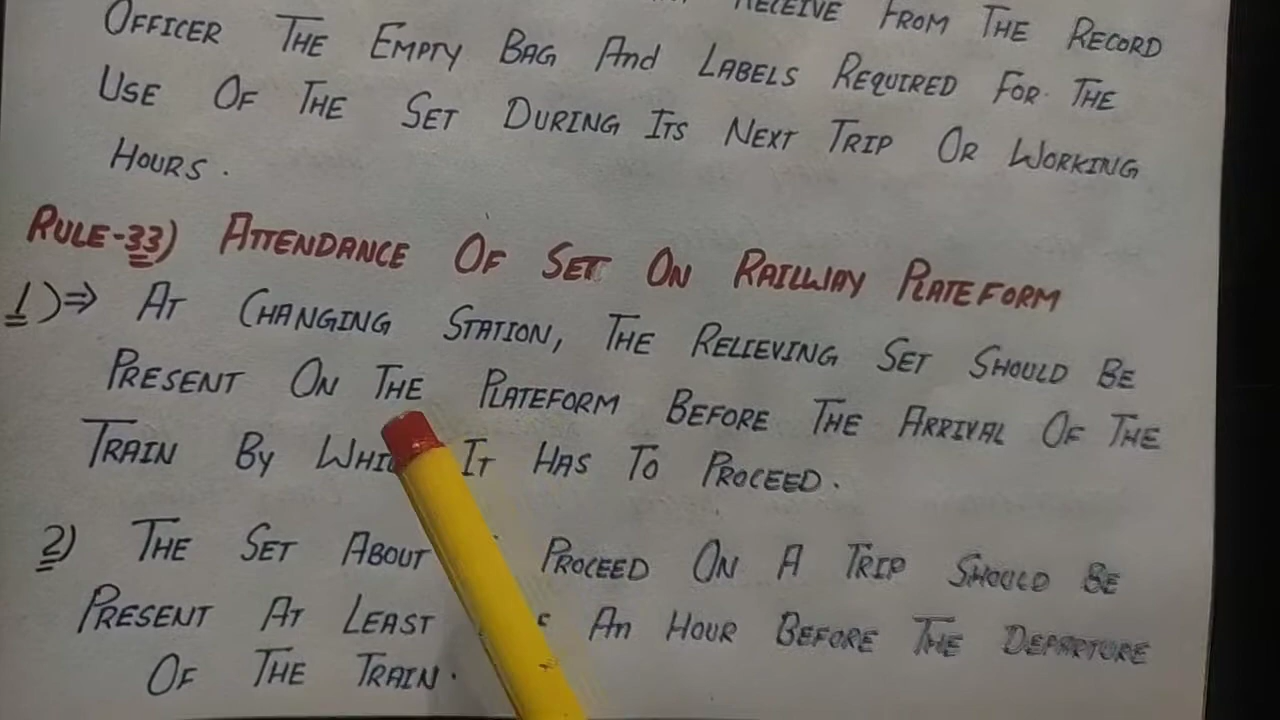 RECEIVE FROM THE RECORD
OFFICER THE EMPTY BAG AND LABELS REQUIRED FOR THE
USE OF THE SET DURING ITS NEXT TRIP OR WORKING
HOURS.
RULE-33) ATTENDANCE OF SET ON RAILWAY PLATEFORM
1)⇒ AT CHANGING STATION, THE RELIEVING SET SHOULD BE
PRESENT ON THE PLATEFORM BEFORE THE ARRIVAL OF THE
TRAIN BY IT HAS TO PROCEED.
2) THE SET ABOUT PROCEED ON A TRIP SHOULD BE
PRESENT AT LEAST AN HOUR BEFORE THE DEPARTURE
OF THE TRAIN.